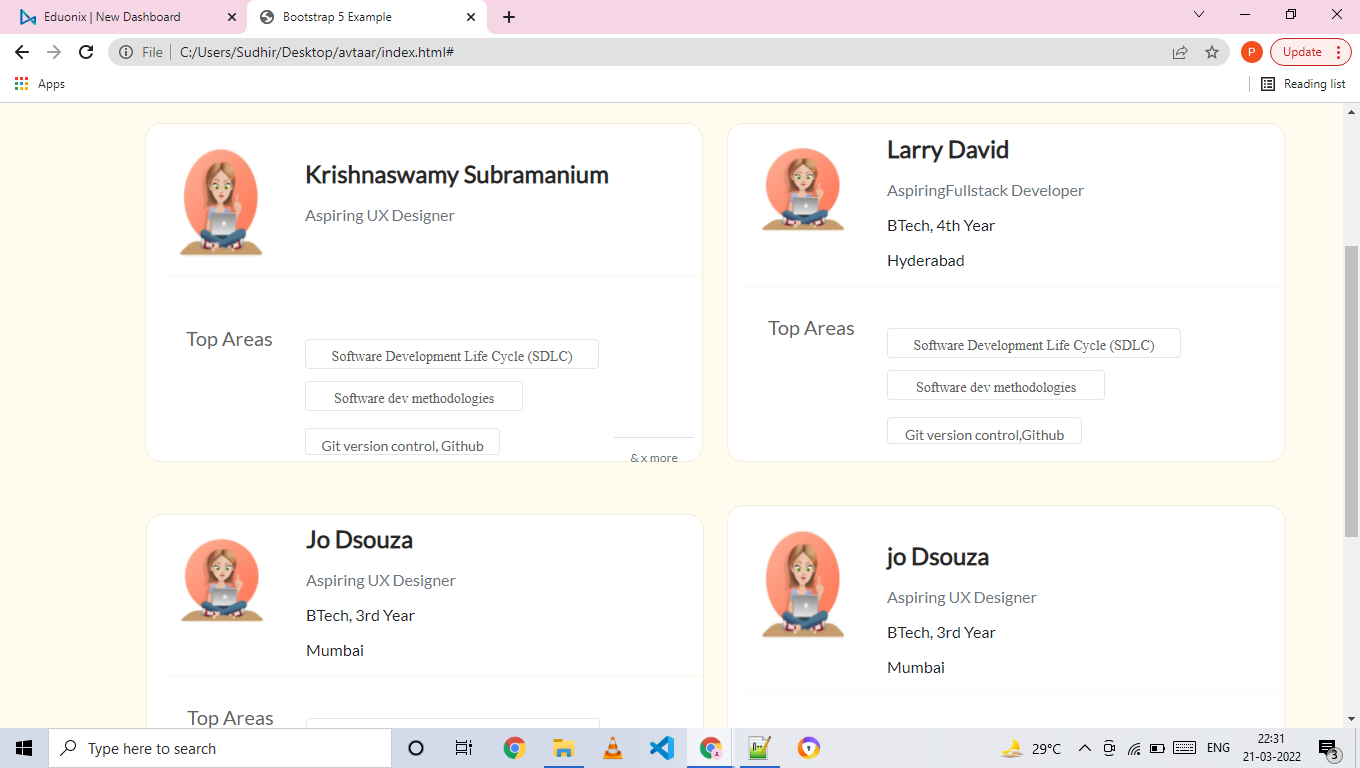 Eduonix | New Dashboard
Bootstrap 5 Example
File
C:/Users/Sudhir/Desktop/avtaar/index.html#
P
Update
Apps
Reading list
Krishnaswamy Subramanium
Aspiring UX Designer
Top Areas
Software Development Life Cycle (SDLC)
Software dev methodologies
Git version control, Github
& x more
Larry David
AspiringFullstack Developer
BTech, 4th Year
Hyderabad
Top Areas
Software Development Life Cycle (SDLC)
Software dev methodologies
Git version control,Github
Jo Dsouza
Aspiring UX Designer
BTech, 3rd Year
Mumbai
Top Areas
jo Dsouza
Aspiring UX Designer
BTech, 3rd Year
Mumbai
Type here to search
29°C
ENG
22:31
21-03-2022
3